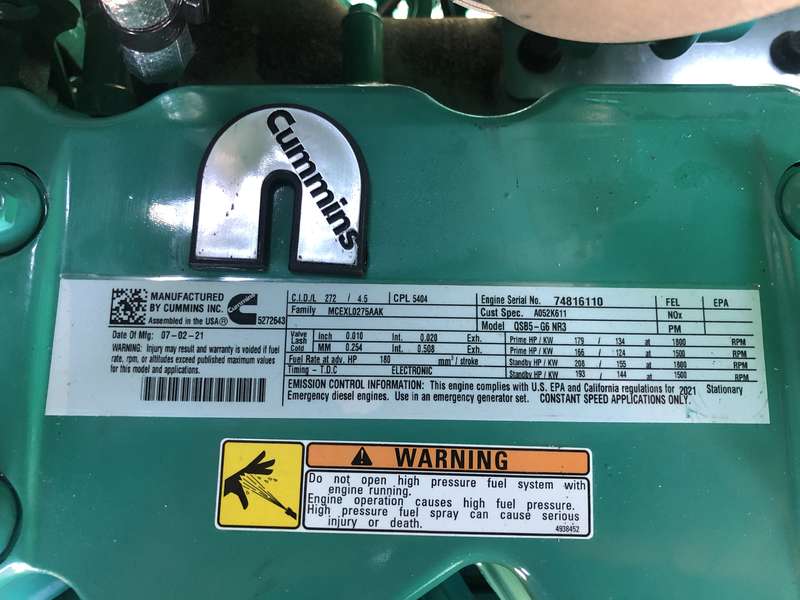 Cummins
MANUFACTURED
BY CUMMINS INC.
Assembled in the USA®
Cummins
5272643
Date Of Mfg. 07-02-21
WARNING: Injury may result and warranty is voided if fuel
rate, rpm, or altitudes exceed published maximum values
for this model and applications.
C.I.D./L 272 / 4.5 CPL 5404
Family MCEXL0275AAK
Valve Lash Cold inch 0.010 Int. 0.020 Exh.
MM 0.254 Int. 0.508 Exh.
Fuel Rate at adv. HP 180 mm³/stroke
Timing - T.D.C ELECTRONIC
Engine Serial No. 74816110
Cust Spec. A052K611
Model QSB5-G6 NR3
Prime HP / KW 179 / 134 at 1800 RPM
Prime HP / KW 166 / 124 at 1500 RPM
Standby HP / KW 208 / 155 at 1800 RPM
Standby HP / KW 193 / 144 at 1500 RPM
FEL EPA
NOx
PM
EMISSION CONTROL INFORMATION: This engine complies with U.S. EPA and California regulations for 2021 Stationary
Emergency diesel engines. Use in an emergency generator set. CONSTANT SPEED APPLICATIONS ONLY.
WARNING
Do not open high pressure fuel system with
engine running.
Engine operation causes high fuel pressure.
High pressure fuel spray can cause serious
injury or death.
4938452